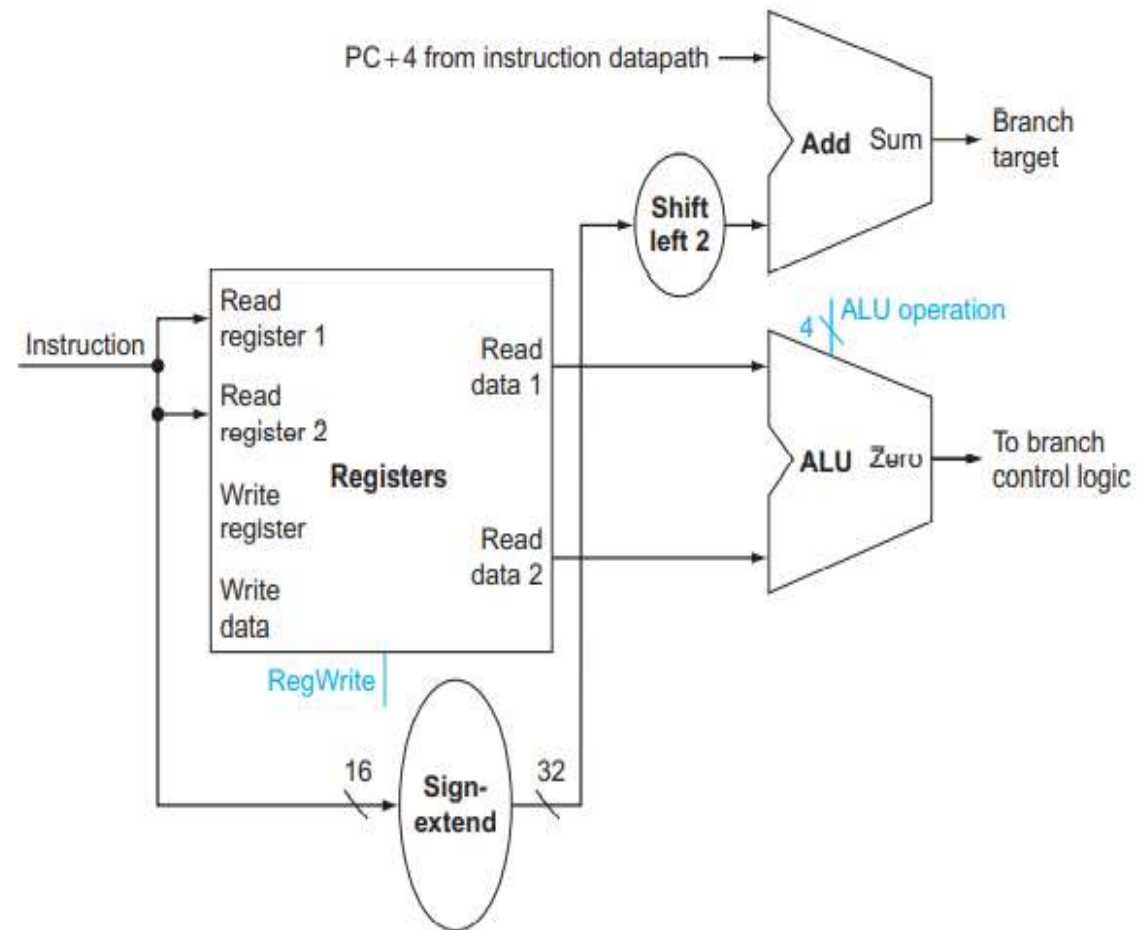 PC+4 from instruction datapath
Add Sum
Branch
target
Shift
left 2
ALU operation
4
Instruction
Read
register 1
Read
data 1
Read
register 2
Registers
ALU Zero
To branch
control logic
Write
register
Read
data 2
Write
data
RegWrite
16
Sign-
extend
32